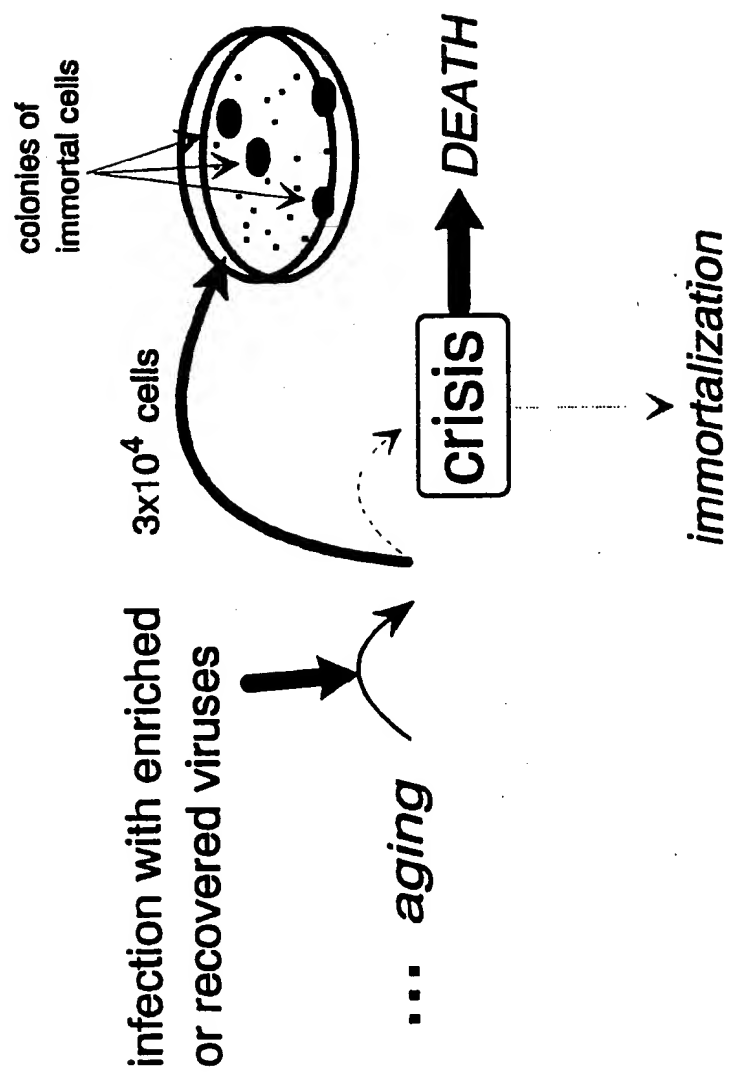 infection with enriched
or recovered viruses
3x10⁴ cells
colonies of
immortal cells
... aging
crisis
DEATH
immortalization